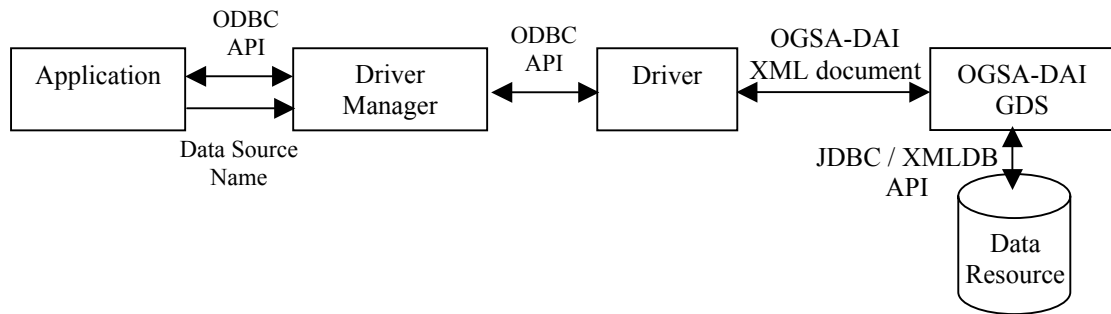 ODBC
API
Application
Driver
Manager
Data Source
Name
ODBC
API
Driver
OGSA-DAI
XML document
OGSA-DAI
GDS
JDBC / XMLDB
API
Data
Resource